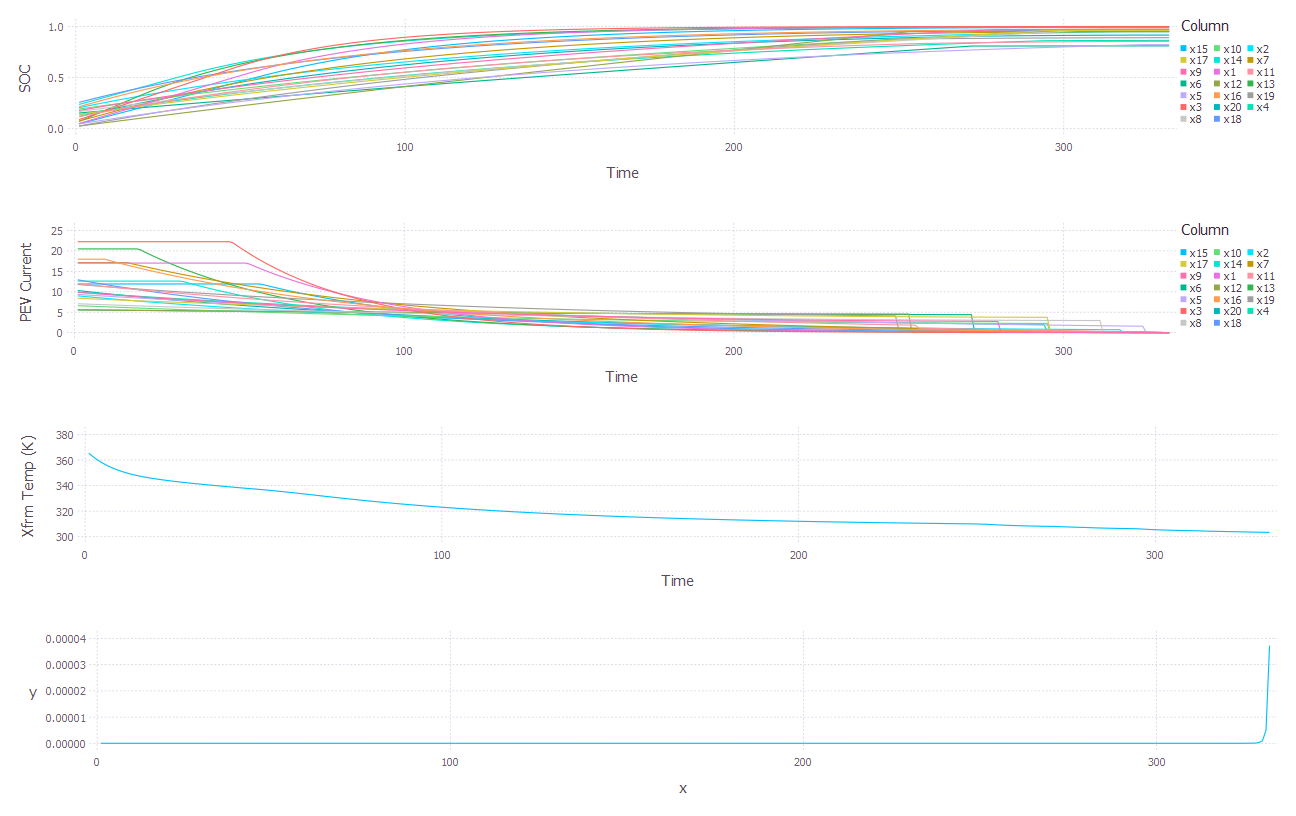 1.0
0.5
0.0
SOC
0 100 200 300
Time
Column
x15 x10 x2
x17 x14 x7
x9 x1 x11
x6 x12 x13
x5 x16 x19
x3 x20 x4
x8 x18
25
20
15
10
5
0
PEV Current
0 100 200 300
Time
Column
x15 x10 x2
x17 x14 x7
x9 x1 x11
x6 x12 x13
x5 x16 x19
x3 x20 x4
x8 x18
380
360
340
320
300
Xfrm Temp (K)
0 100 200 300
Time
0.00004
0.00003
0.00002
0.00001
0.00000
y
0 100 200 300
x